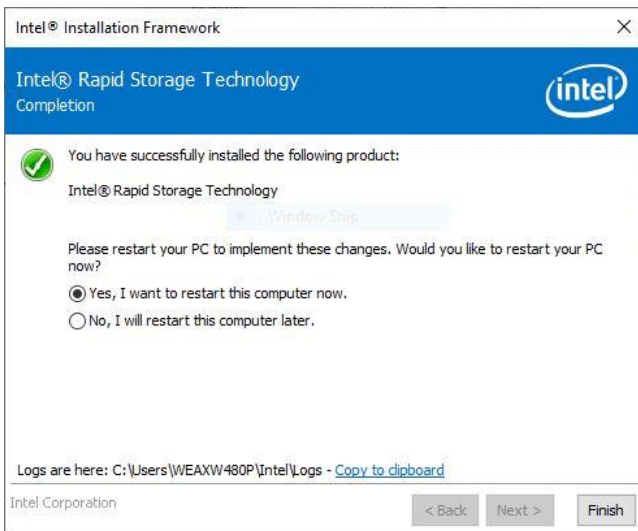 Intel® Installation Framework
Intel® Rapid Storage Technology
Completion
intel
You have successfully installed the following product:
Intel® Rapid Storage Technology
Window Snip
Please restart your PC to implement these changes. Would you like to restart your PC
now?
Yes, I want to restart this computer now.
No, I will restart this computer later.
Logs are here: C:\Users\WEAXW480P\Intel\Logs - Copy to clipboard
Intel Corporation
< Back
Next >
Finish